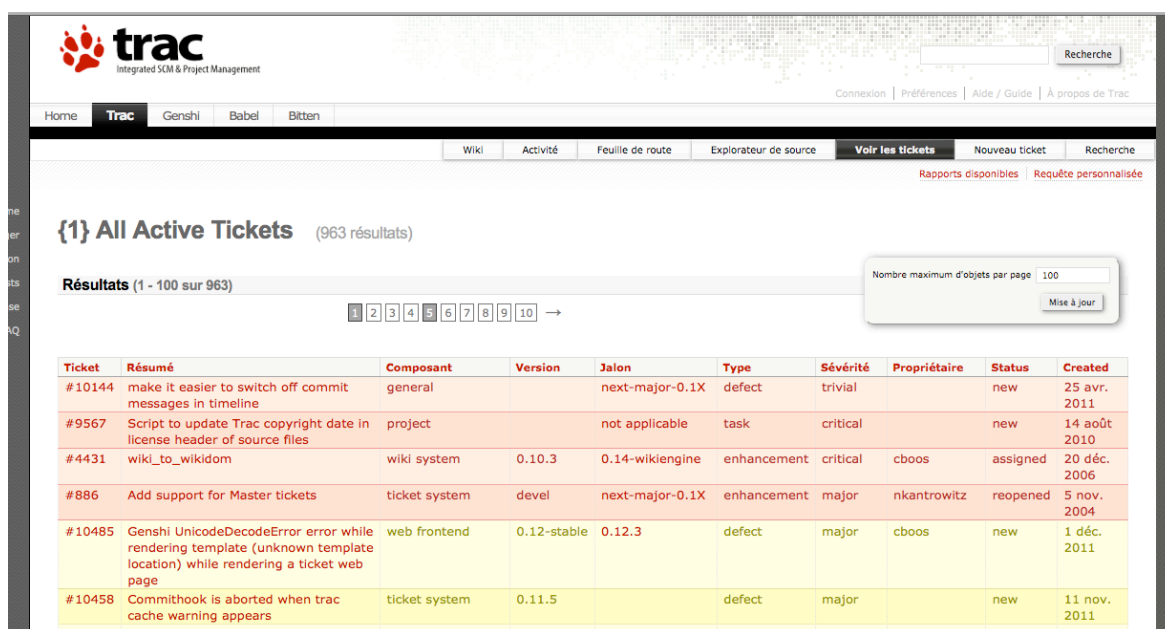 trac
Integrated SCM & Project Management
Recherche
Connexion | Préférences | Aide / Guide | À propos de Trac
Home Trac Genshi Babel Bitten
Wiki Activité Feuille de route Explorateur de source Voir les tickets Nouveau ticket Recherche
Rapports disponibles Requête personnalisée
{1} All Active Tickets (963 résultats)
Nombre maximum d'objets par page 100
Mise à jour
Résultats (1 - 100 sur 963)
1 2 3 4 5 6 7 8 9 10 →
Ticket Résumé Composant Version Jalon Type Sévérité Propriétaire Status Created
#10144 make it easier to switch off commit general next-major-0.1X defect trivial new 25 avr.
messages in timeline 2011
#9567 Script to update Trac copyright date in project not applicable task critical new 14 août
license header of source files 2010
#4431 wiki_to_wikidom wiki system 0.10.3 0.14-wikiengine enhancement critical cboos assigned 20 déc.
2006
#886 Add support for Master tickets ticket system devel next-major-0.1X enhancement major nkantrowitz reopened 5 nov.
2004
#10485 Genshi UnicodeDecodeError error while web frontend 0.12-stable 0.12.3 defect major cboos new 1 déc.
rendering template (unknown template 2011
location) while rendering a ticket web
page
#10458 Commithook is aborted when trac ticket system 0.11.5 defect major new 11 nov.
cache warning appears 2011